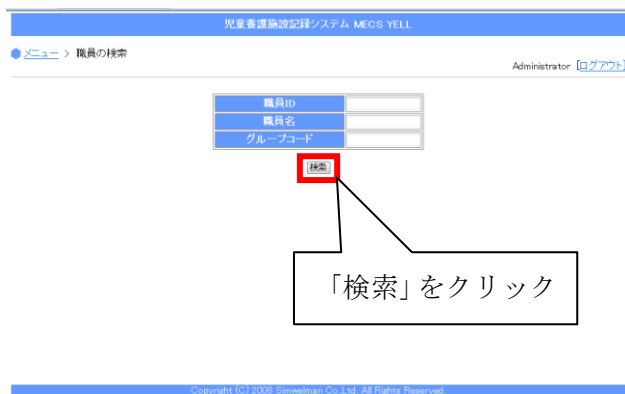 児童養護施設記録システム MECS YELL
メニュー > 職員の検索
Administrator [ログアウト]
職員ID
職員名
グループコード
検索
「検索」をクリック
Copyright (C) 2008 Simwelman Co.,Ltd. All Rights Reserved